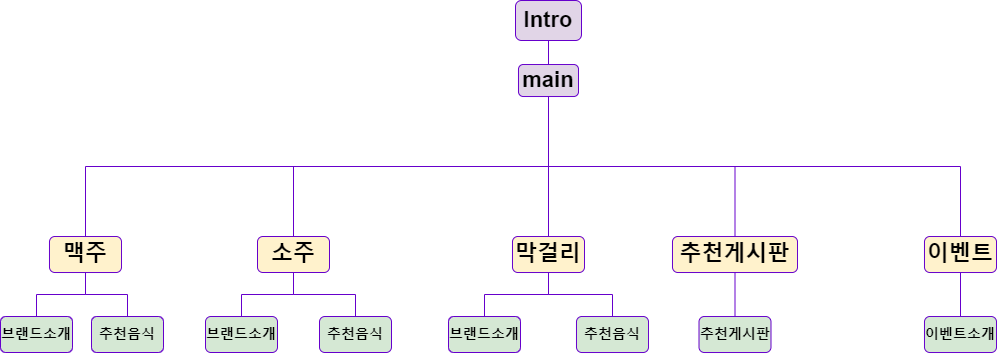 Intro
main
맥주
소주
막걸리
추천게시판
이벤트
브랜드소개
추천음식
브랜드소개
추천음식
브랜드소개
추천음식
추천게시판
이벤트소개